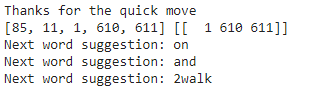 Thanks for the quick move
[85, 11, 1, 610, 611] [[  1 610 611]]
Next word suggestion: on
Next word suggestion: and
Next word suggestion: 2walk